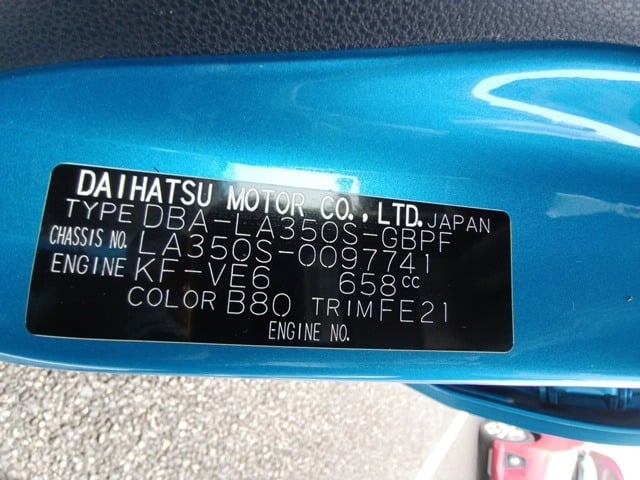 DAIHATSU MOTOR CO., LTD. JAPAN
TYPE DBA-LA350S-GBPF
CHASSIS NO. LA350S-0097741
ENGINE KF-VE6 658cc
COLOR B80 TRIM FE21
ENGINE NO.